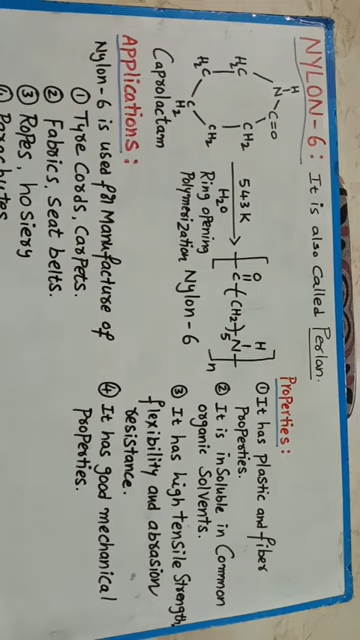 NYLON-6: It is also called Perlon.
H
N
H₂C
C=O
H₂C
CH₂
C
H₂
CH₂
Caprolactam
543 K
H₂O
Ring opening
Polymerization
O H
[C-(CH₂)₅-N]n
Nylon-6
Applications:
Nylon-6 is used for Manufacture of
① Tyre Cords, Carpets.
② Fabrics, Seat belts.
③ Ropes, hosiery
④ Parachutes
Properties:
① It has plastic and fiber
Properties.
② It is insoluble in Common
organic Solvents.
③ It has high tensile Strength,
flexibility and abrasion
resistance.
④ It has good mechanical
Properties.